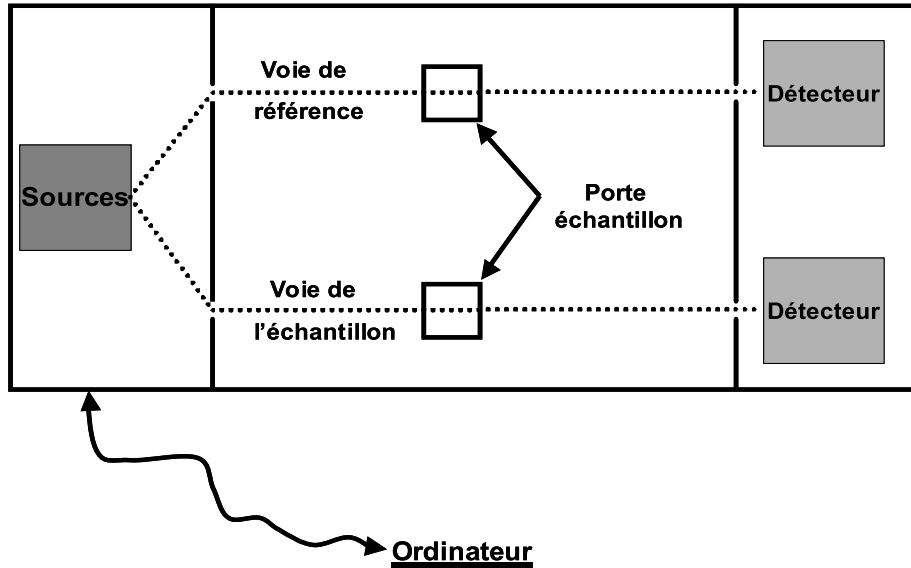 Voie de
référence
Détecteur
Sources
Porte
échantillon
Voie de
l'échantillon
Détecteur
Ordinateur